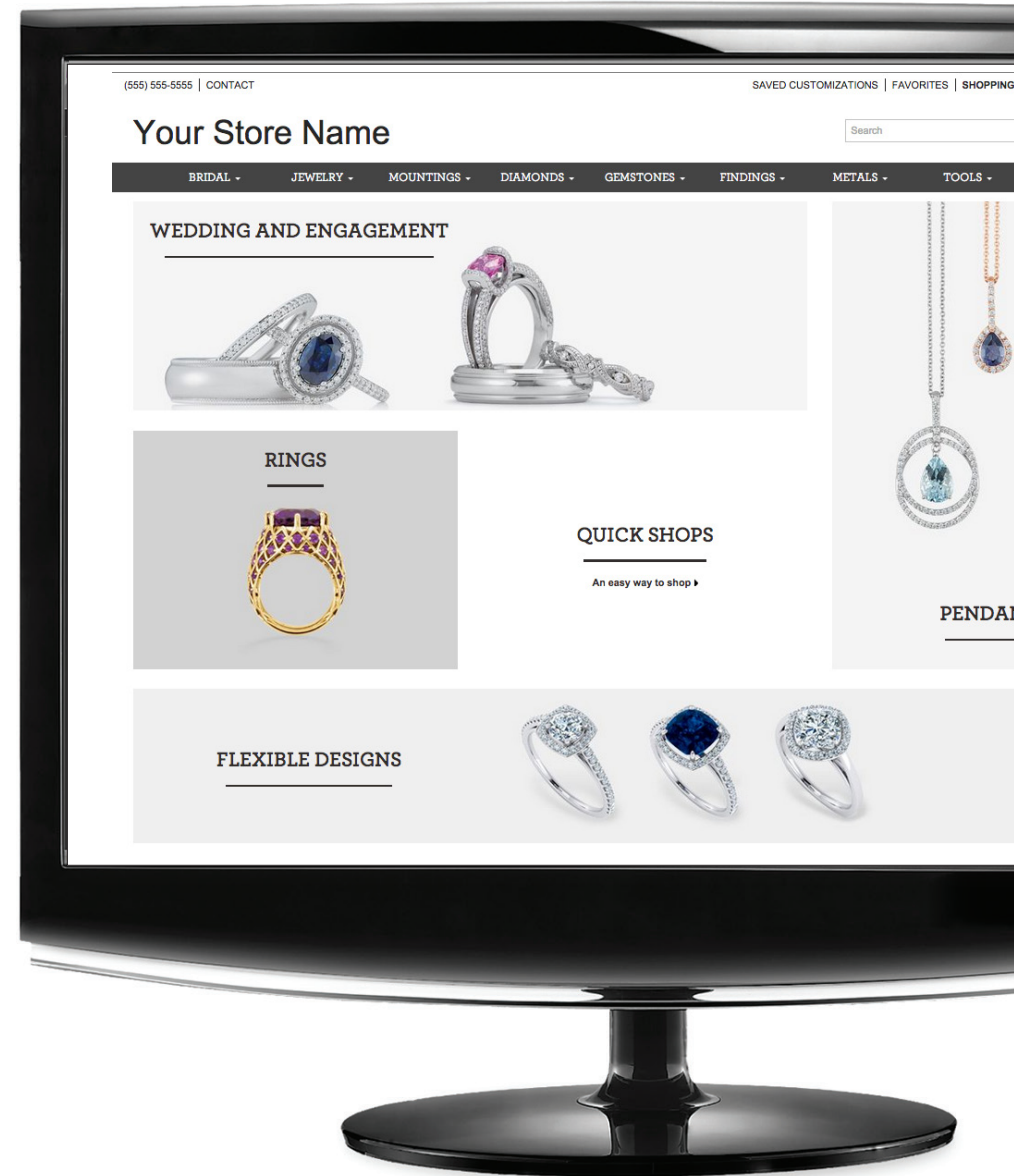 (555) 555-5555 | CONTACT
SAVED CUSTOMIZATIONS | FAVORITES | SHOPPING
Your Store Name
Search
BRIDAL JEWELRY MOUNTINGS DIAMONDS GEMSTONES FINDINGS METALS TOOLS
WEDDING AND ENGAGEMENT
RINGS
QUICK SHOPS
An easy way to shop
PENDA
FLEXIBLE DESIGNS